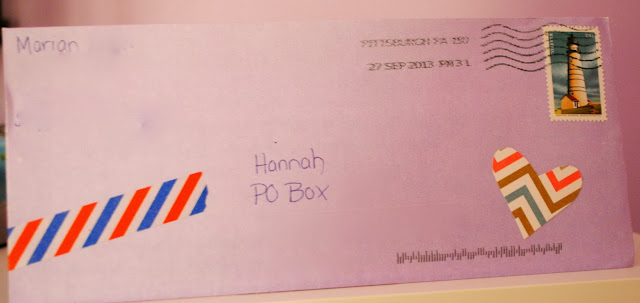 Marian
PITTSBURGH PA 150
27 SEP 2013 PM 3 L
Hannah
PO Box